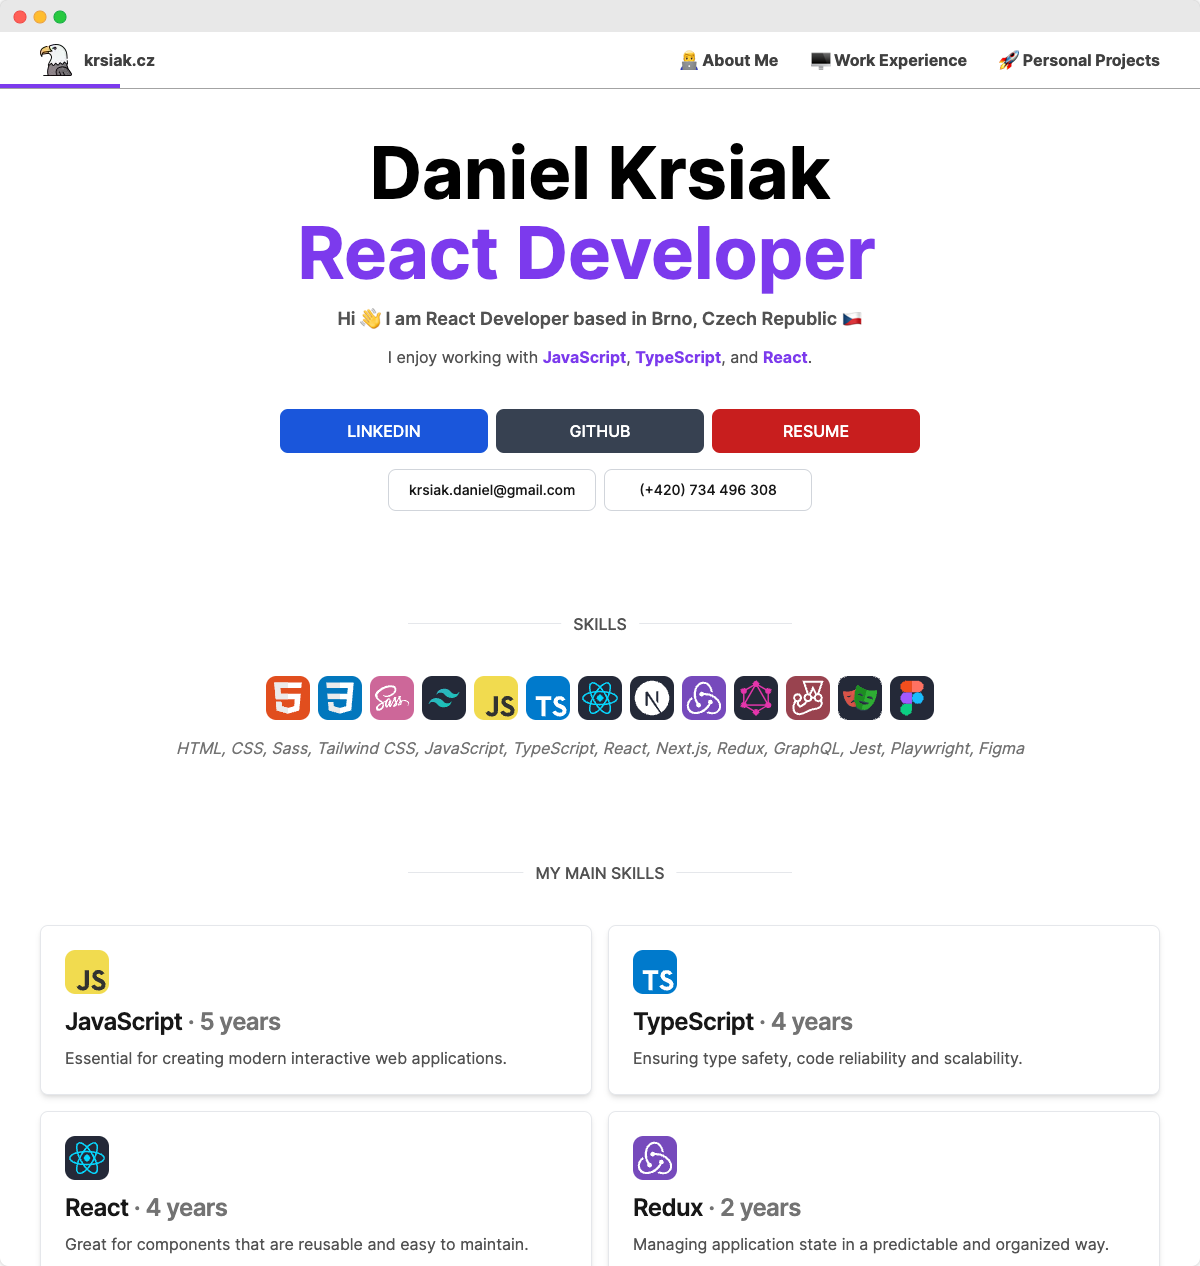 krsiak.cz
About Me
Work Experience
Personal Projects
Daniel Krsiak
React Developer
Hi 👋 I am React Developer based in Brno, Czech Republic 🇨🇿
I enjoy working with JavaScript, TypeScript, and React.
LINKEDIN
GITHUB
RESUME
krsiak.daniel@gmail.com
(+420) 734 496 308
SKILLS
JS
TS
Sass
N
HTML, CSS, Sass, Tailwind CSS, JavaScript, TypeScript, React, Next.js, Redux, GraphQL, Jest, Playwright, Figma
MY MAIN SKILLS
JS
JavaScript · 5 years
Essential for creating modern interactive web applications.
TS
TypeScript · 4 years
Ensuring type safety, code reliability and scalability.
React · 4 years
Great for components that are reusable and easy to maintain.
Redux · 2 years
Managing application state in a predictable and organized way.